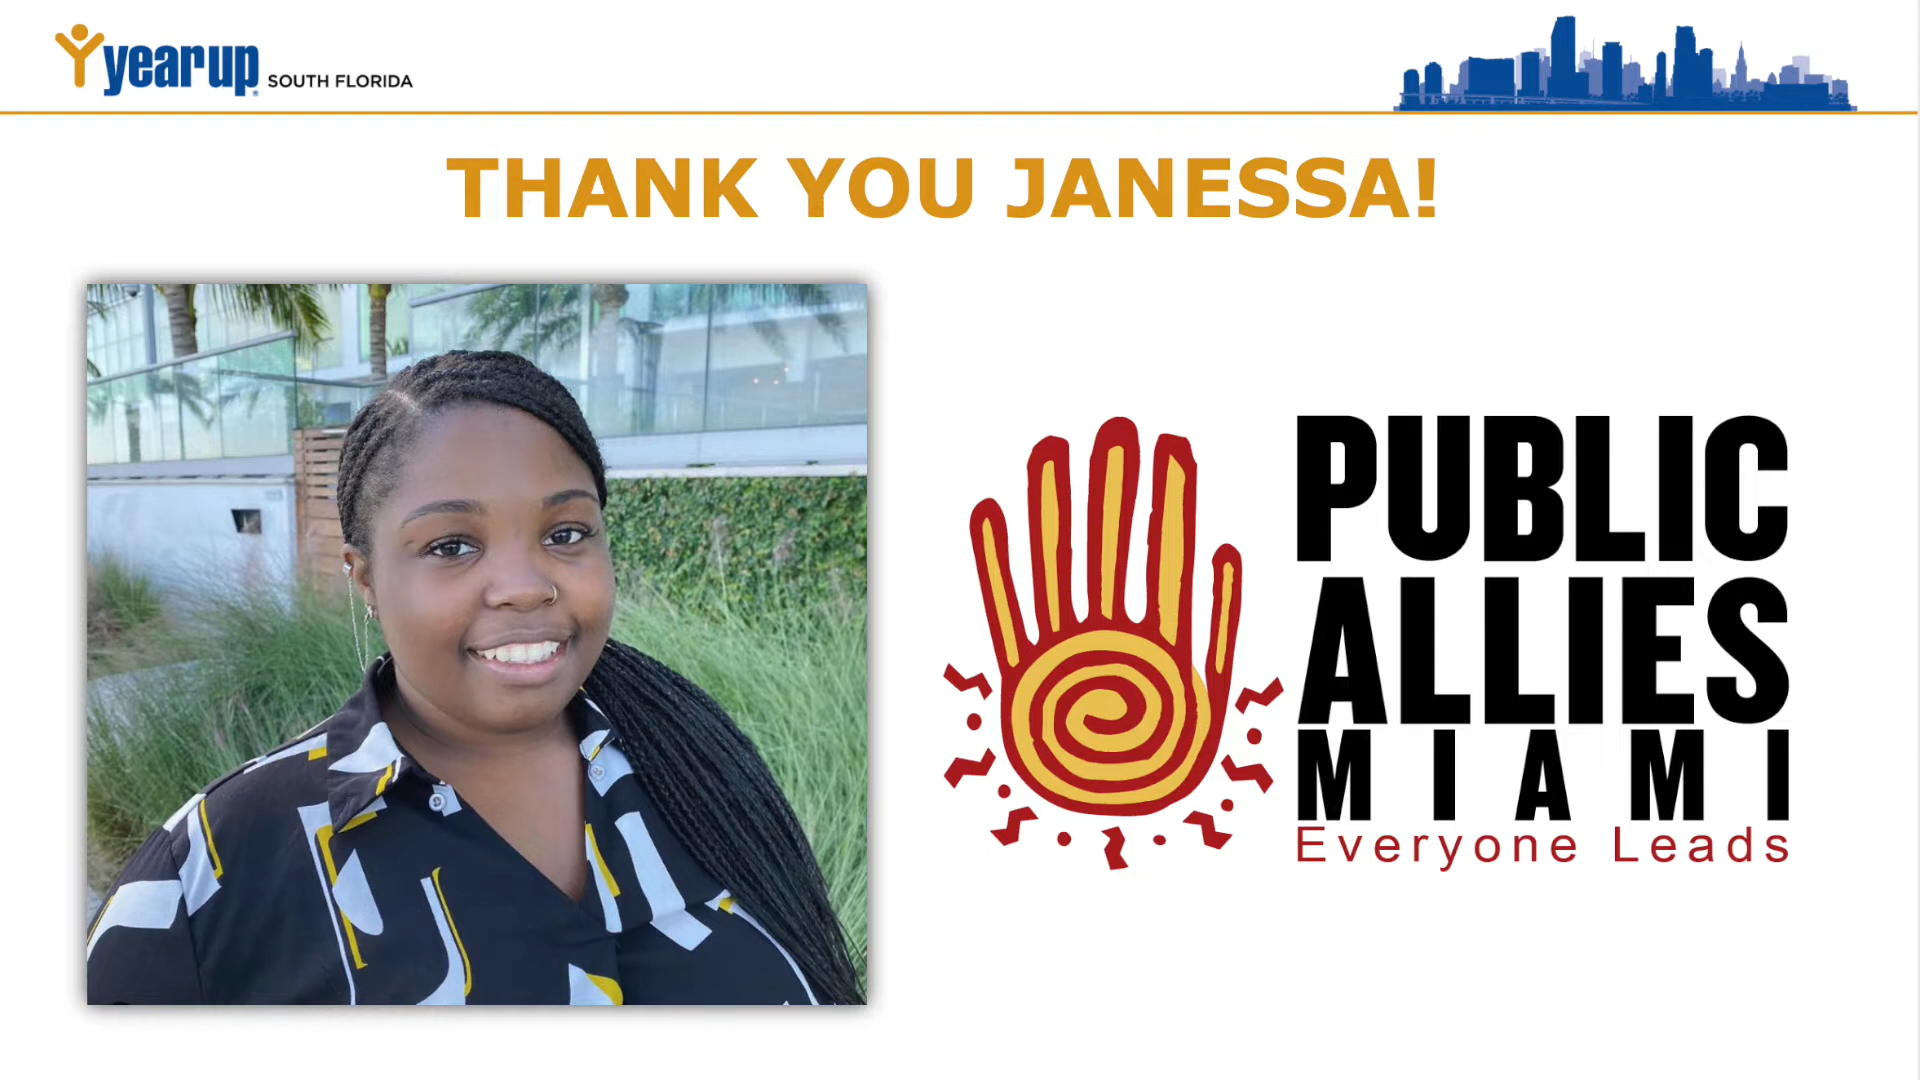 yearup SOUTH FLORIDA
THANK YOU JANESSA!
PUBLIC
ALLIES
MIAMI
Everyone Leads